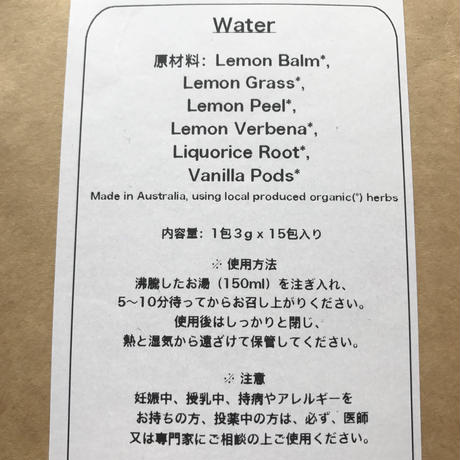 Water
原材料: Lemon Balm*,
Lemon Grass*,
Lemon Peel*,
Lemon Verbena*,
Liquorice Root*,
Vanilla Pods*
Made in Australia, using local produced organic(*) herbs
内容量: 1包3g x 15包入り
※ 使用方法
沸騰したお湯（150ml）を注ぎ入れ、
5〜10分待ってからお召し上がりください。
使用後はしっかりと閉じ、
熱と湿気から遠ざけて保管してください。
※ 注意
妊娠中、授乳中、持病やアレルギーを
お持ちの方、投薬中の方は、必ず、医師
又は専門家にご相談の上ご使用ください。